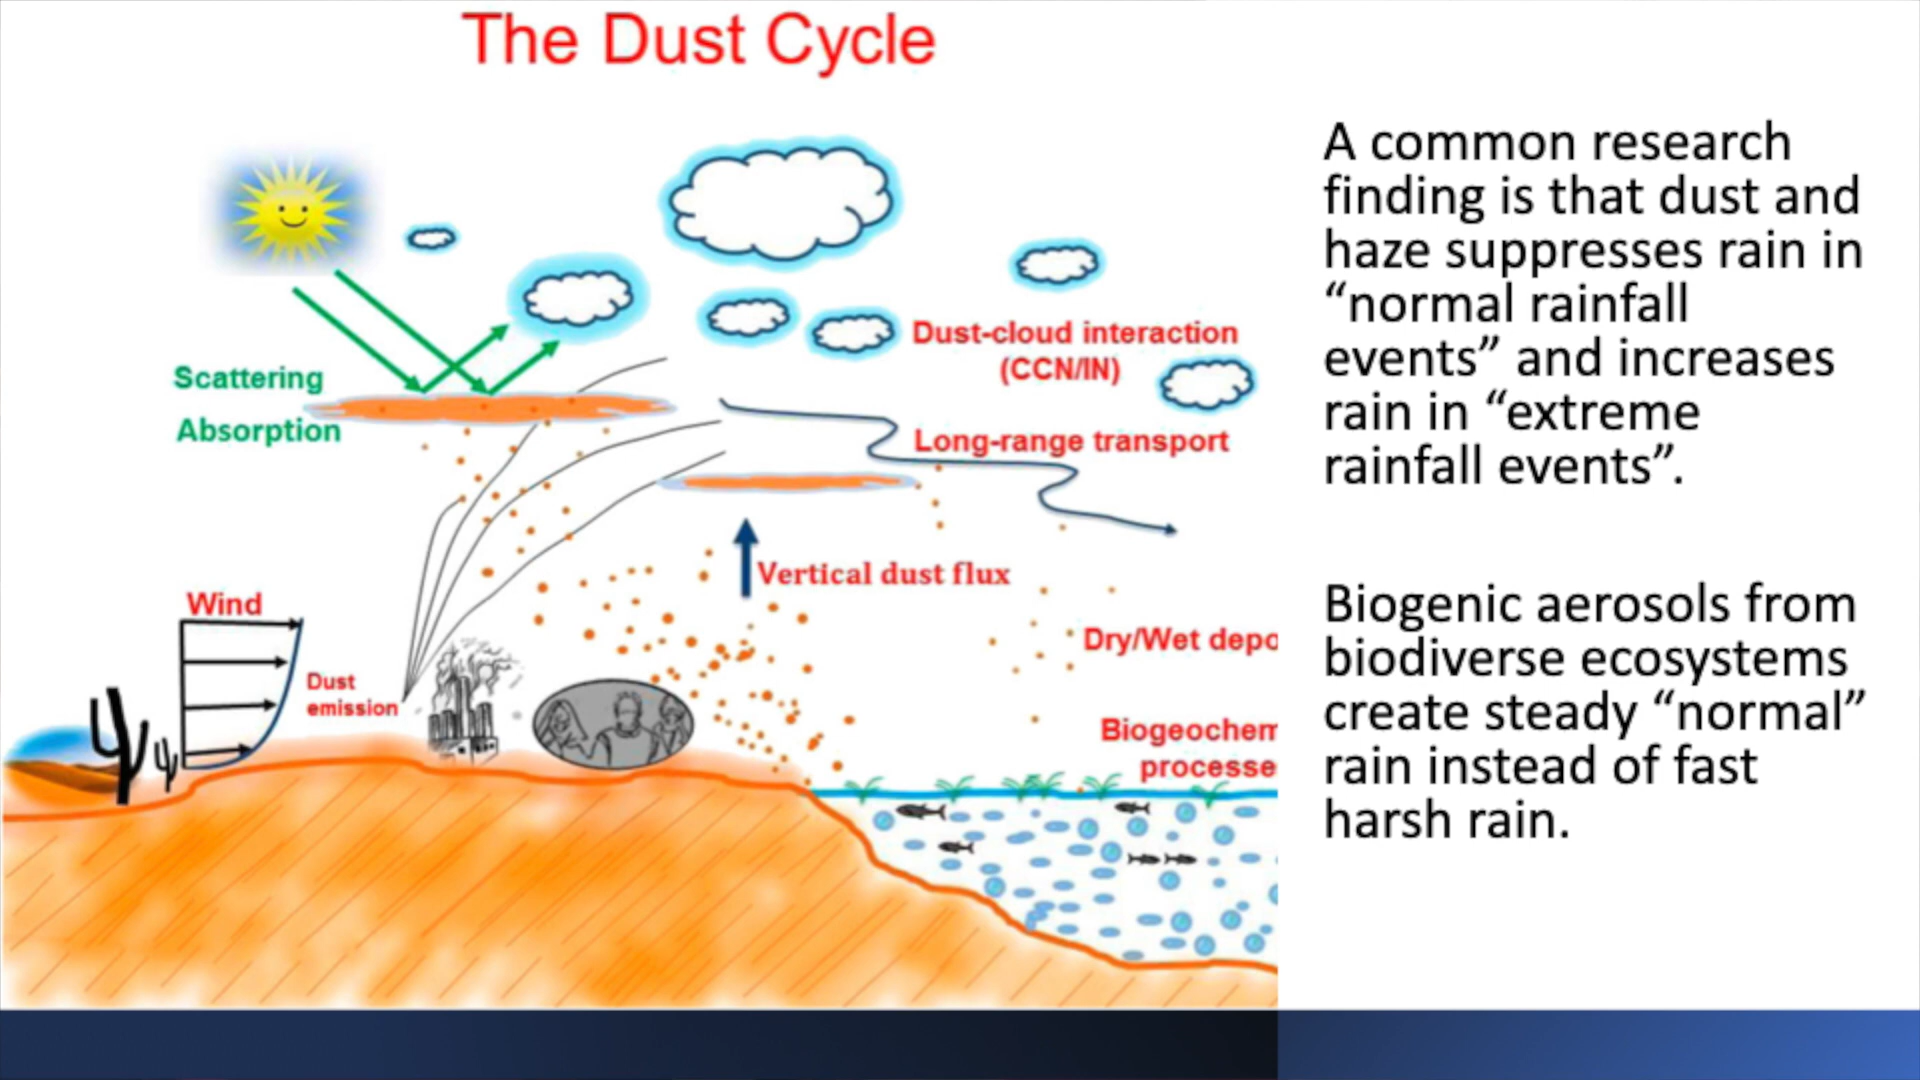 The Dust Cycle
Scattering
Absorption
Dust-cloud interaction
(CCN/IN)
Long-range transport
Vertical dust flux
Wind
Dust
emission
Dry/Wet depo
Biogeochem
processe
A common research
finding is that dust and
haze suppresses rain in
“normal rainfall
events” and increases
rain in “extreme
rainfall events”.
Biogenic aerosols from
biodiverse ecosystems
create steady “normal”
rain instead of fast
harsh rain.